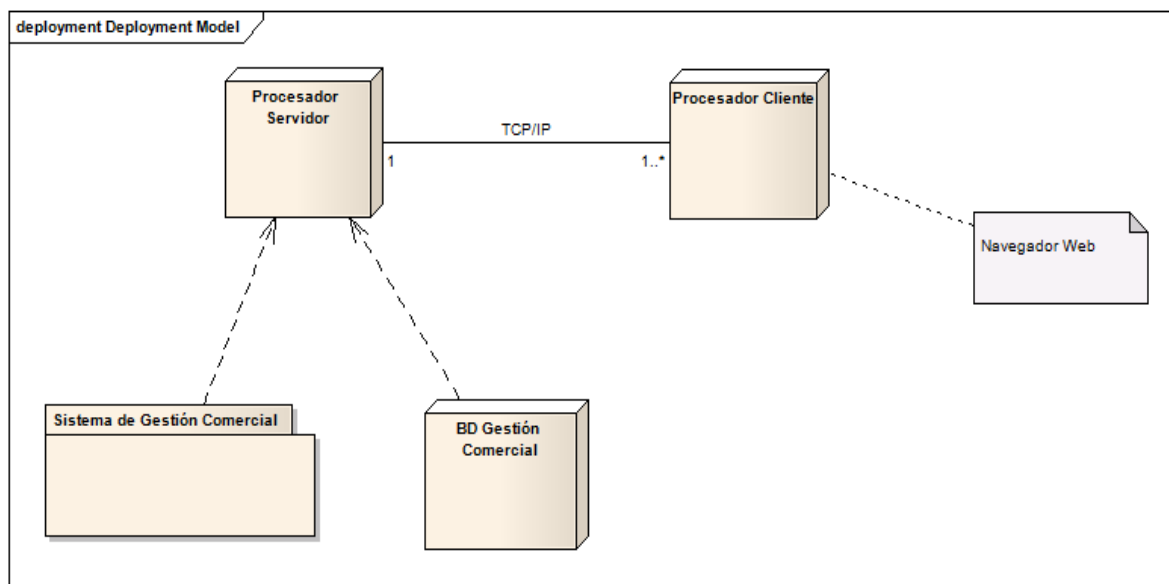 deployment Deployment Model
Procesador
Servidor
Procesador Cliente
TCP/IP
1
1..*
Navegador Web
Sistema de Gestión Comercial
BD Gestión
Comercial